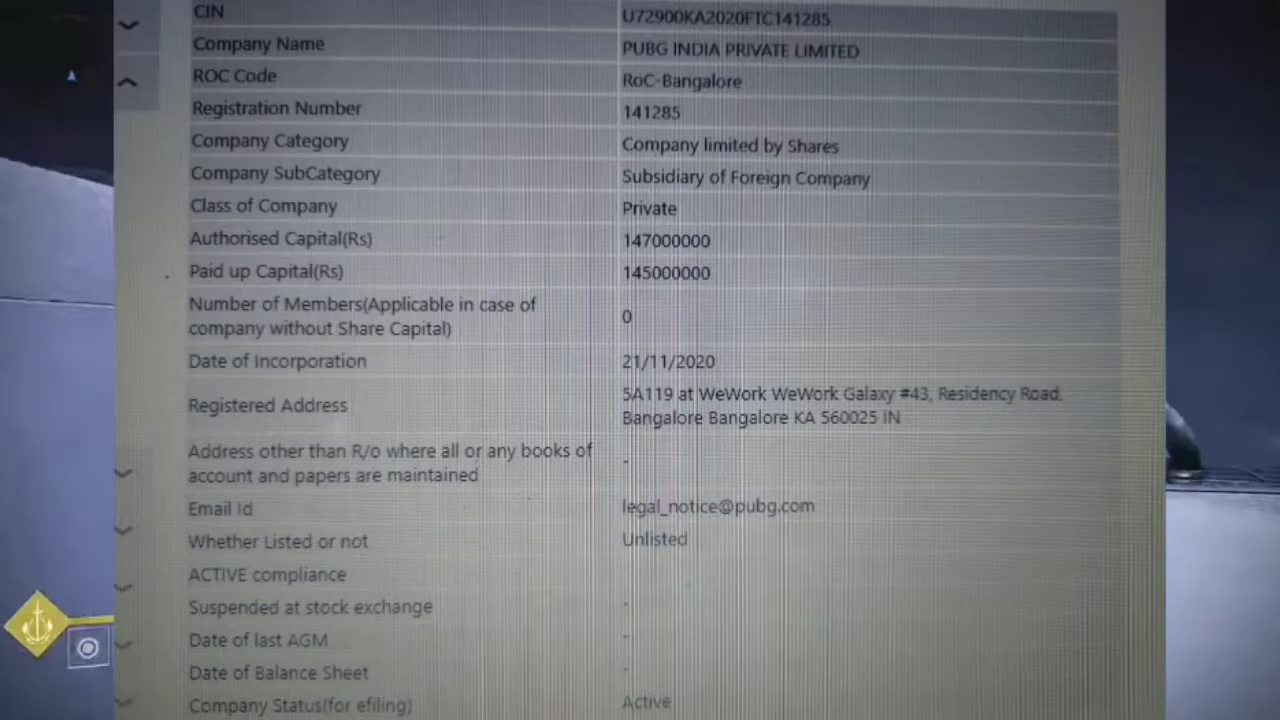 CIN U72900KA2020FTC141285
Company Name PUBG INDIA PRIVATE LIMITED
ROC Code RoC-Bangalore
Registration Number 141285
Company Category Company limited by Shares
Company SubCategory Subsidiary of Foreign Company
Class of Company Private
Authorised Capital(Rs) 147000000
Paid up Capital(Rs) 145000000
Number of Members(Applicable in case of
company without Share Capital) 0
Date of Incorporation 21/11/2020
Registered Address 5A119 at WeWork WeWork Galaxy #43, Residency Road,
Bangalore Bangalore KA 560025 IN
Address other than R/o where all or any books of
account and papers are maintained -
Email Id legal_notice@pubg.com
Whether Listed or not Unlisted
ACTIVE compliance
Suspended at stock exchange -
Date of last AGM -
Date of Balance Sheet -
Company Status(for efiling) Active